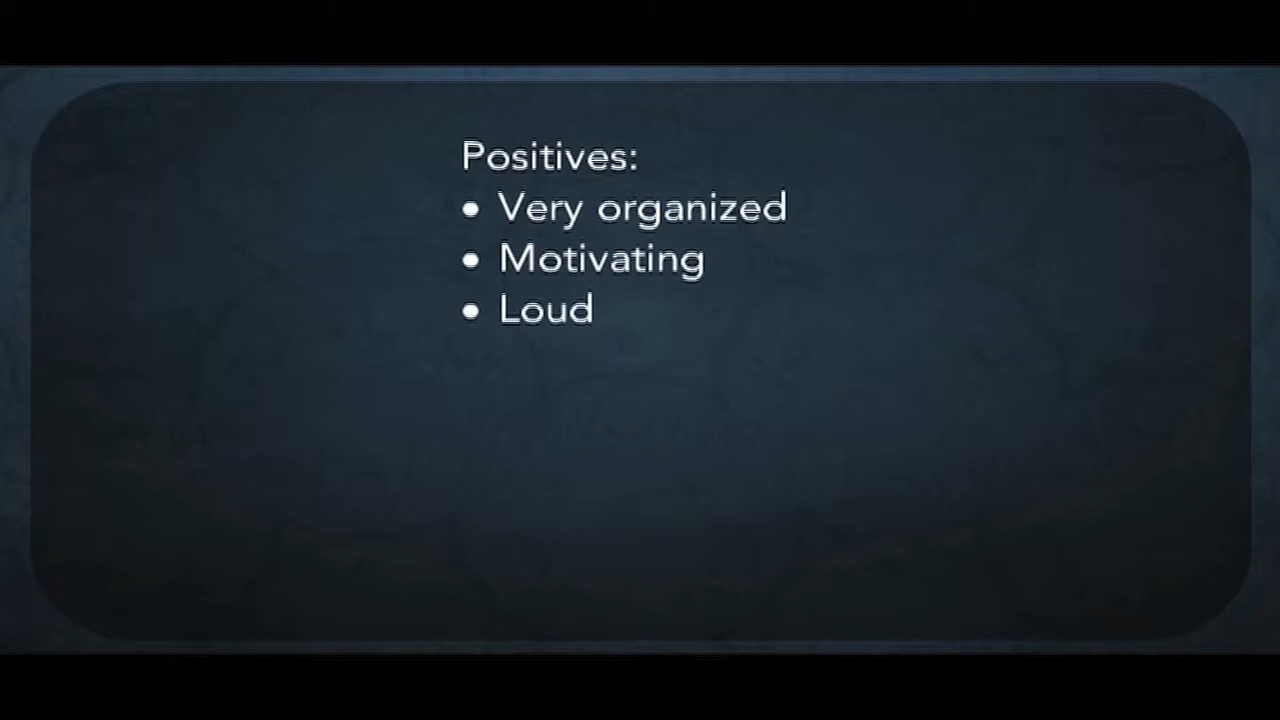 Positives:
• Very organized
• Motivating
• Loud